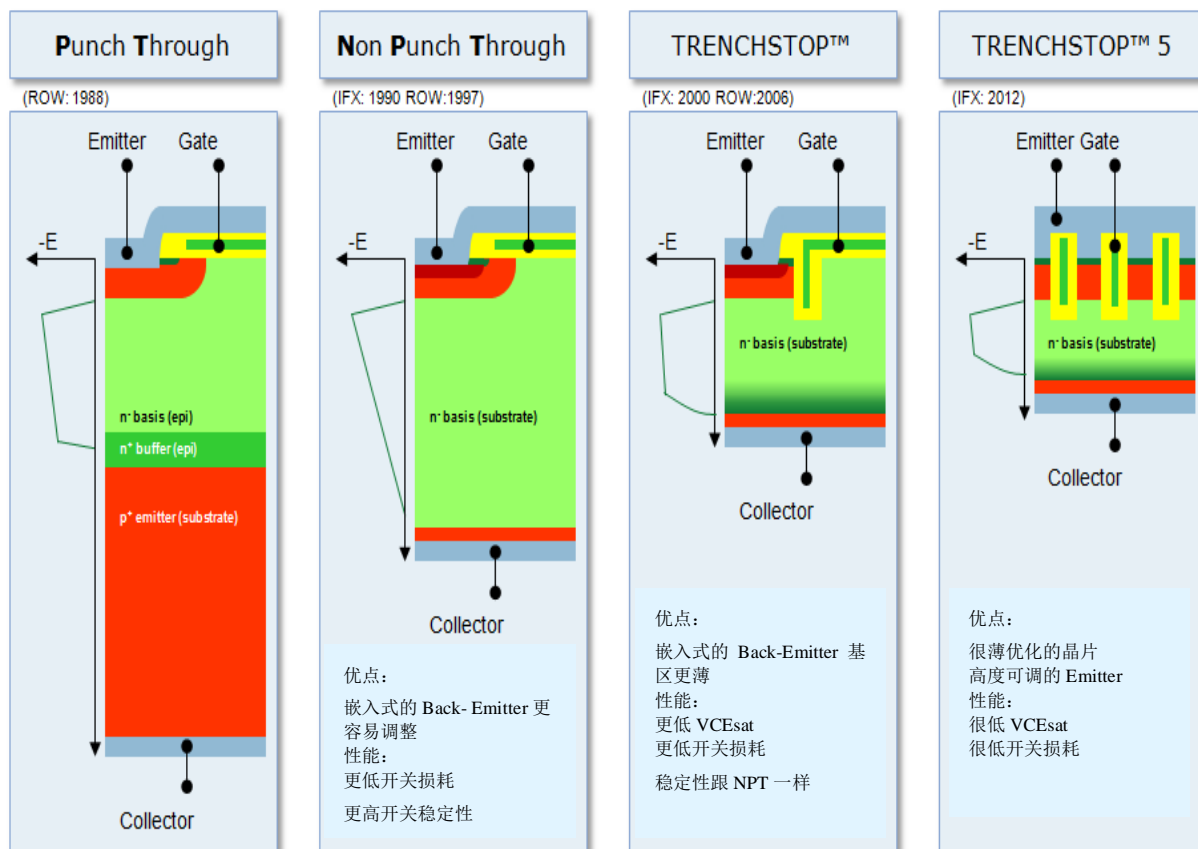 Punch Through
(ROW: 1988)
Emitter Gate
-E
n- basis (epi)
n+ buffer (epi)
p+ emitter (substrate)
Collector
Non Punch Through
(IFX: 1990 ROW:1997)
Emitter Gate
-E
n- basis (substrate)
Collector
优点：
嵌入式的 Back- Emitter 更
容易调整
性能：
更低开关损耗
更高开关稳定性
TRENCHSTOP™
(IFX: 2000 ROW:2006)
Emitter Gate
-E
n- basis (substrate)
Collector
优点：
嵌入式的 Back-Emitter 基
区更薄
性能：
更低 VCEsat
更低开关损耗
稳定性跟 NPT 一样
TRENCHSTOP™ 5
(IFX: 2012)
Emitter Gate
-E
n- basis (substrate)
Collector
优点：
很薄优化的晶片
高度可调的 Emitter
性能：
很低 VCEsat
很低开关损耗